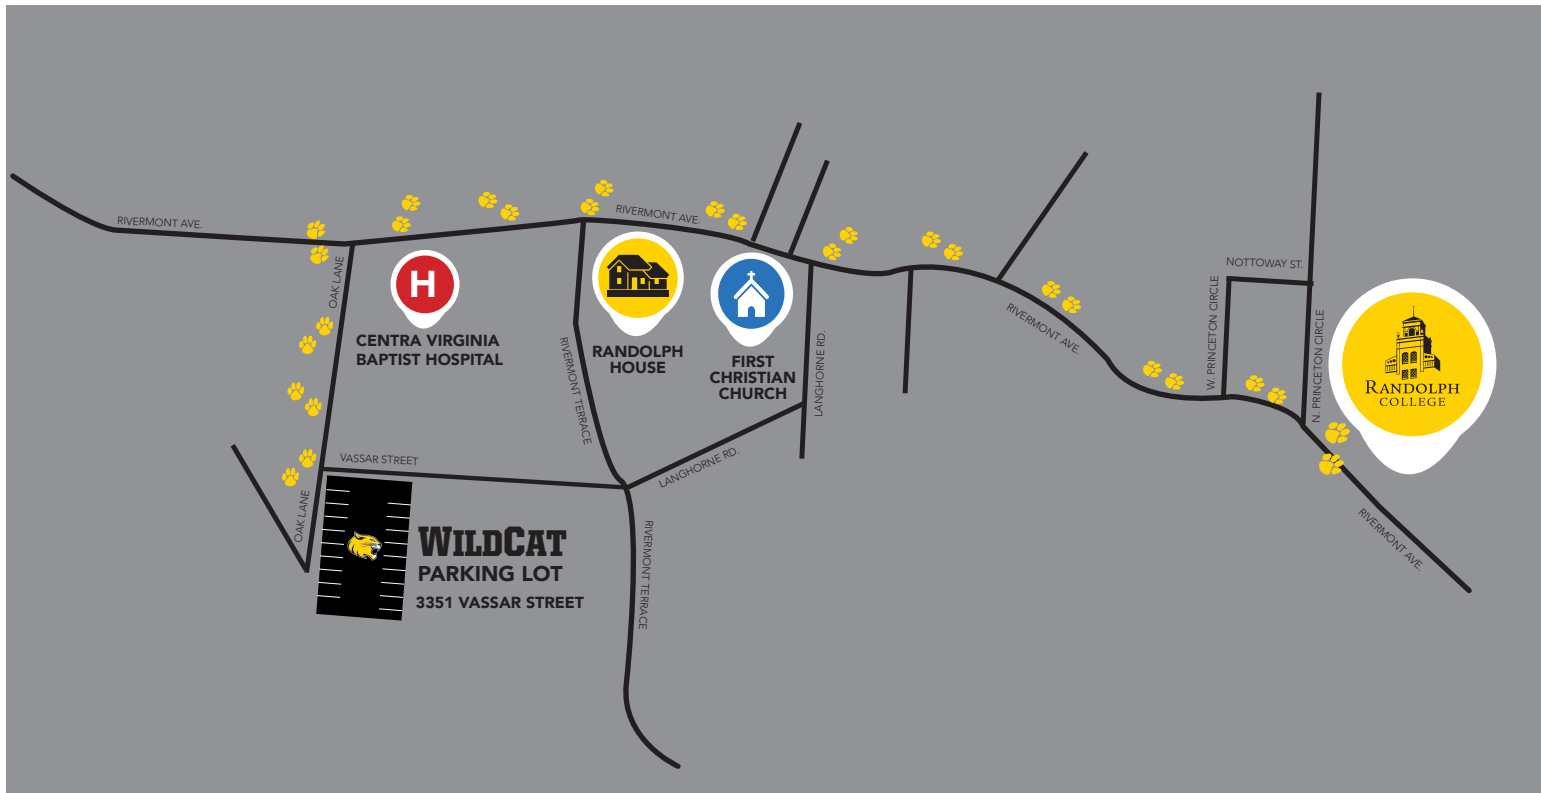 RIVERMONT AVE.
RIVERMONT AVE.
OAK LANE
H
CENTRA VIRGINIA
BAPTIST HOSPITAL
RANDOLPH
HOUSE
FIRST
CHRISTIAN
CHURCH
RIVERMONT TERRACE
LANGHORNE RD.
RIVERMONT AVE.
NOTTOWAY ST.
W. PRINCETON CIRCLE
N. PRINCETON CIRCLE
RANDOLPH
COLLEGE
VASSAR STREET
LANGHORNE RD.
OAK LANE
WILDCAT
PARKING LOT
3351 VASSAR STREET
RIVERMONT TERRACE
RIVERMONT AVE.